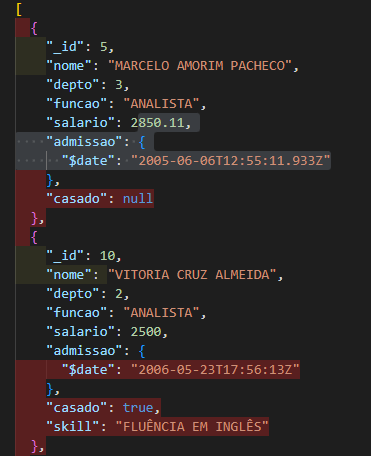 [
{
"_id": 5,
"nome": "MARCELO AMORIM PACHECO",
"depto": 3,
"funcao": "ANALISTA",
"salario": 2850.11,
"admissao": {
"$date": "2005-06-06T12:55:11.933Z"
},
"casado": null
},
{
"_id": 10,
"nome": "VITORIA CRUZ ALMEIDA",
"depto": 2,
"funcao": "ANALISTA",
"salario": 2500,
"admissao": {
"$date": "2006-05-23T17:56:13Z"
},
"casado": true,
"skill": "FLUÊNCIA EM INGLÊS"
},